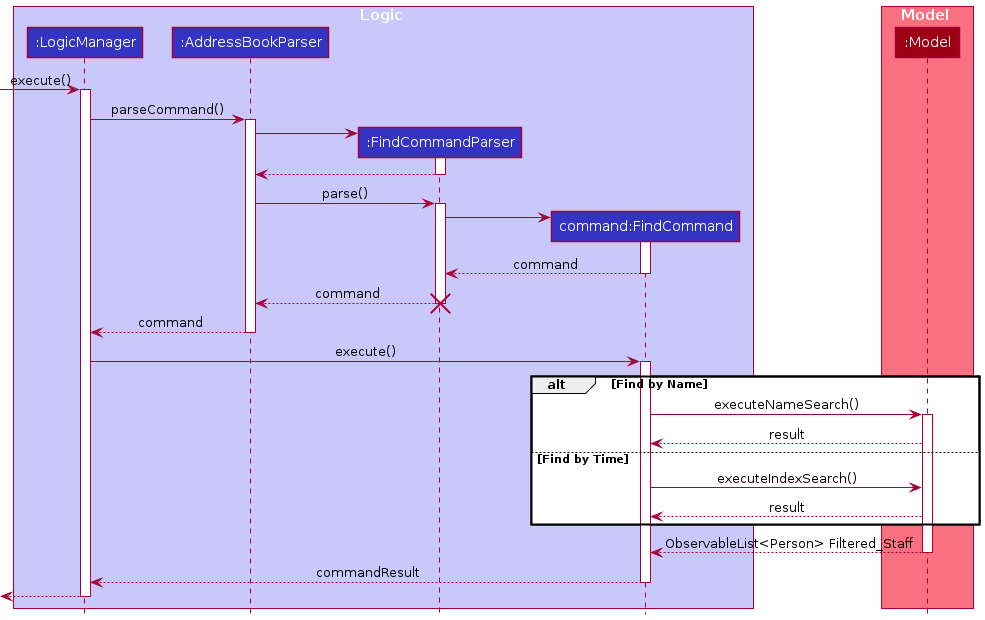 Logic
Model
:LogicManager
:AddressBookParser
:Model
execute()
parseCommand()
:FindCommandParser
parse()
command:FindCommand
command
command
command
execute()
alt
[Find by Name]
executeNameSearch()
result
[Find by Time]
executeIndexSearch()
result
ObservableList<Person> Filtered_Staff
commandResult